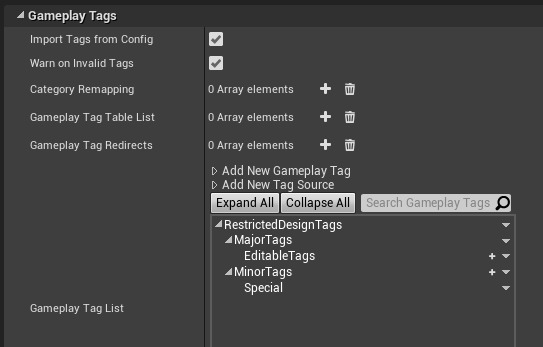 Gameplay Tags
Import Tags from Config
Warn on Invalid Tags
Category Remapping 0 Array elements
Gameplay Tag Table List 0 Array elements
Gameplay Tag Redirects 0 Array elements
Add New Gameplay Tag
Add New Tag Source
Expand All Collapse All Search Gameplay Tags
RestrictedDesignTags
MajorTags
EditableTags
MinorTags
Special
Gameplay Tag List